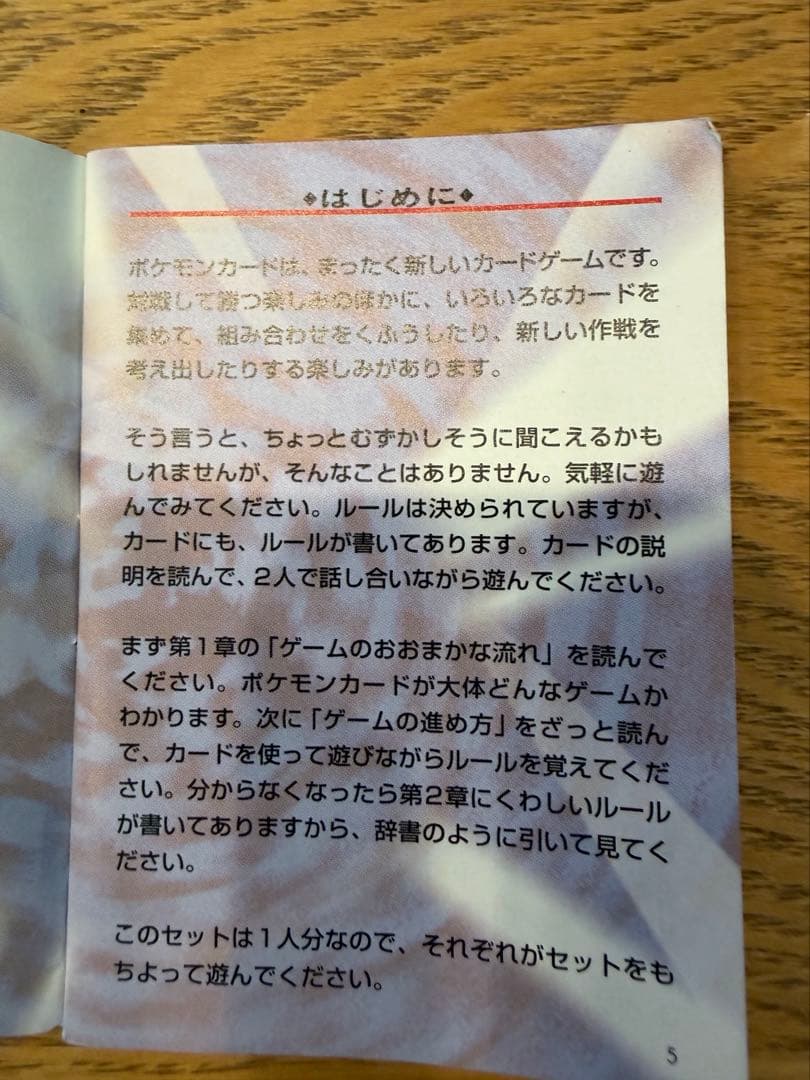 ◆はじめに◆
ポケモンカードは、まったく新しいカードゲームです。
対戦して勝つ楽しみのほかに、いろいろなカードを
集めて、組み合わせをくふうしたり、新しい作戦を
考え出したりする楽しみがあります。
そう言うと、ちょっとむずかしそうに聞こえるかも
しれませんが、そんなことはありません。気軽に遊
んでみてください。ルールは決められていますが、
カードにも、ルールが書いてあります。カードの説
明を読んで、2人で話し合いながら遊んでください。
まず第1章の「ゲームのおおまかな流れ」を読んで
ください。ポケモンカードが大体どんなゲームか
わかります。次に「ゲームの進め方」をざっと読ん
で、カードを使って遊びながらルールを覚えてくだ
さい。分からなくなったら第2章にくわしいルール
が書いてありますから、辞書のように引いて見てく
ださい。
このセットは1人分なので、それぞれがセットをも
ちよって遊んでください。
5